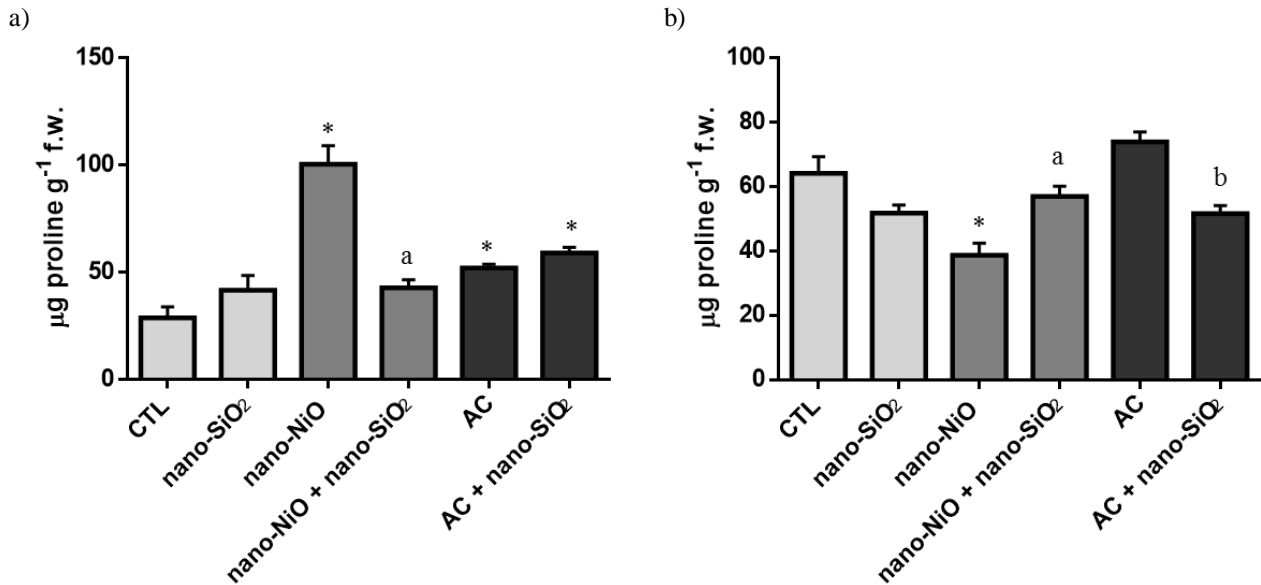 a)
μg proline g⁻¹ f.w.
150
100
50
0
*
a
*
*
CTL
nano-SiO₂
nano-NiO
nano-NiO + nano-SiO₂
AC
AC + nano-SiO₂
b)
μg proline g⁻¹ f.w.
100
80
60
40
20
0
*
a
b
CTL
nano-SiO₂
nano-NiO
nano-NiO + nano-SiO₂
AC
AC + nano-SiO₂